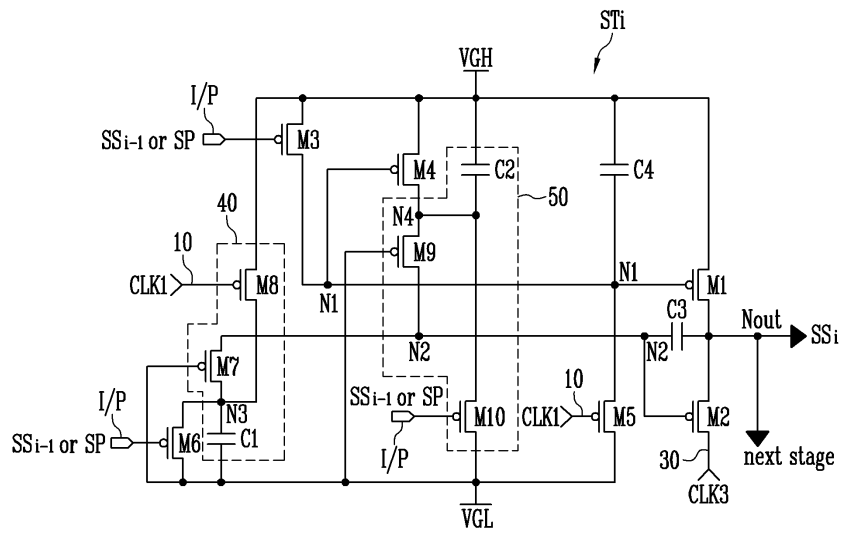 STi
VGH
I/P
SSi-1 or SP
M3
M4
C2
C4
50
40
N4
M9
10
CLK1
M8
N1
N1
M1
C3
Nout
SSi
M7
N2
N2
SSi-1 or SP
10
I/P
N3
M10
CLK1
M5
M2
SSi-1 or SP
M6
C1
I/P
30
next stage
VGL
CLK3